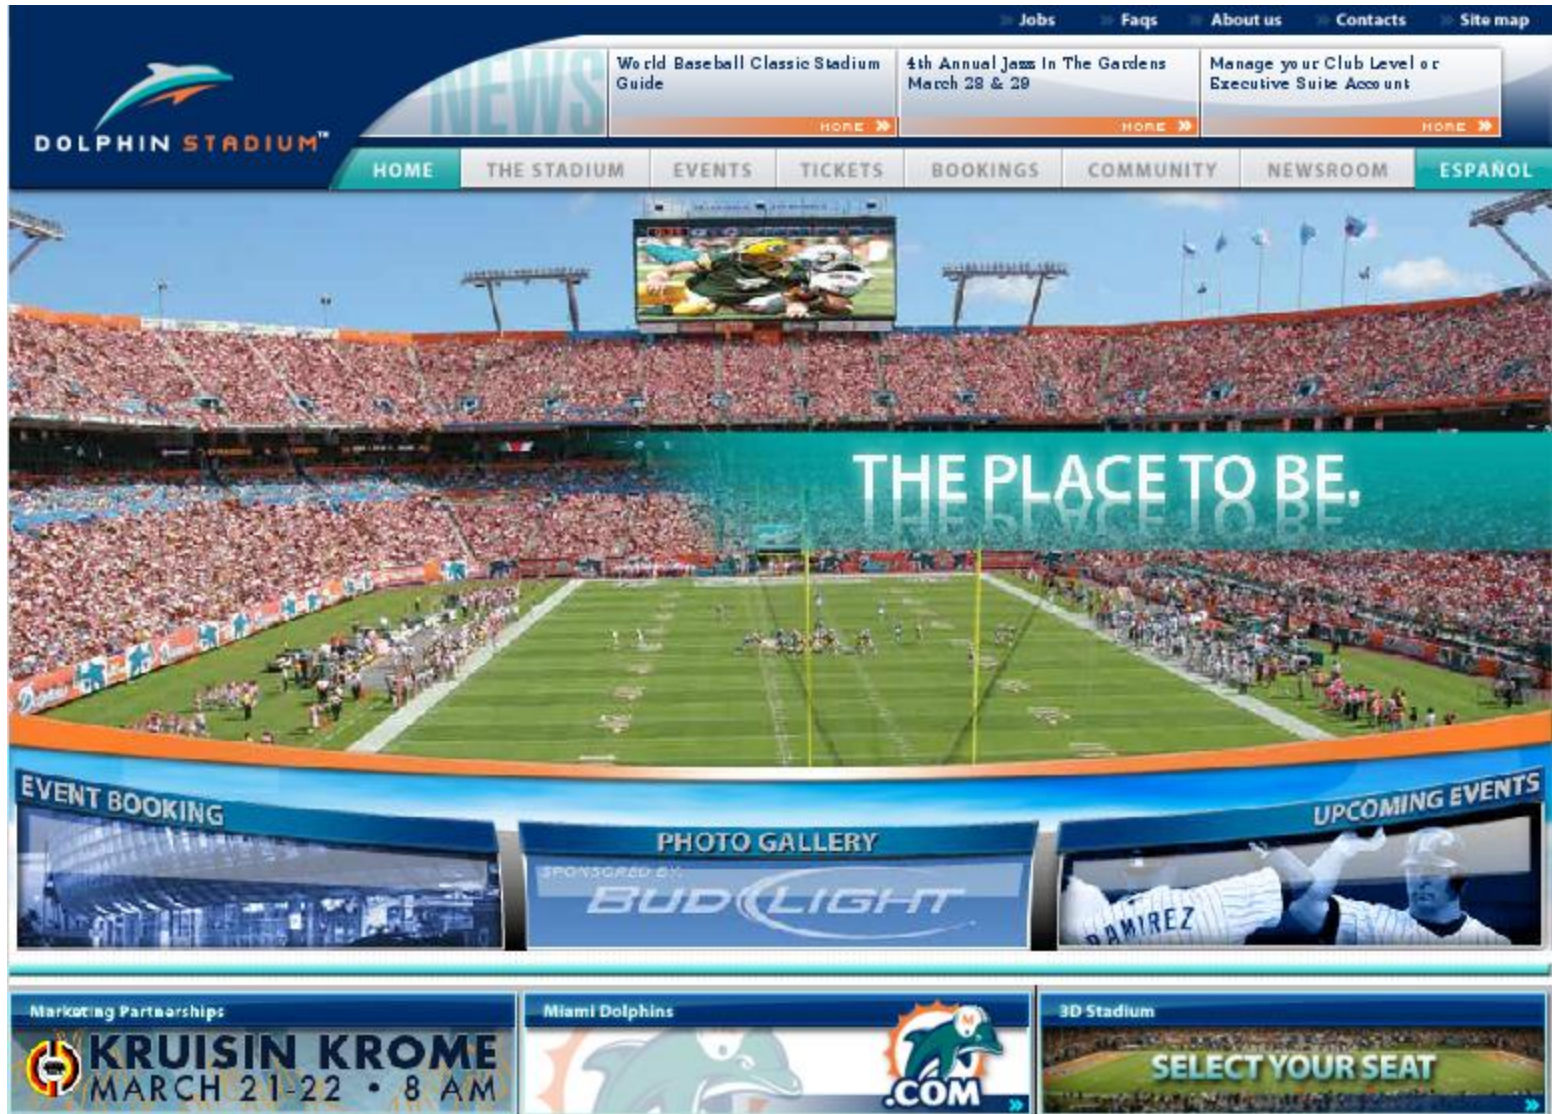 Jobs
Faqs
About us
Contacts
Site map
DOLPHIN STADIUM™
NEWS
World Baseball Classic Stadium
Guide
MORE
4th Annual Jazz In The Gardens
March 28 & 29
MORE
Manage your Club Level or
Executive Suite Account
MORE
HOME
THE STADIUM
EVENTS
TICKETS
BOOKINGS
COMMUNITY
NEWSROOM
ESPAÑOL
THE PLACE TO BE.
EVENT BOOKING
PHOTO GALLERY
SPONSORED BY:
BUD LIGHT
UPCOMING EVENTS
RAMIREZ
Marketing Partnerships
KRUISIN KROME
MARCH 21-22 • 8 AM
Miami Dolphins
M
.COM
3D Stadium
SELECT YOUR SEAT